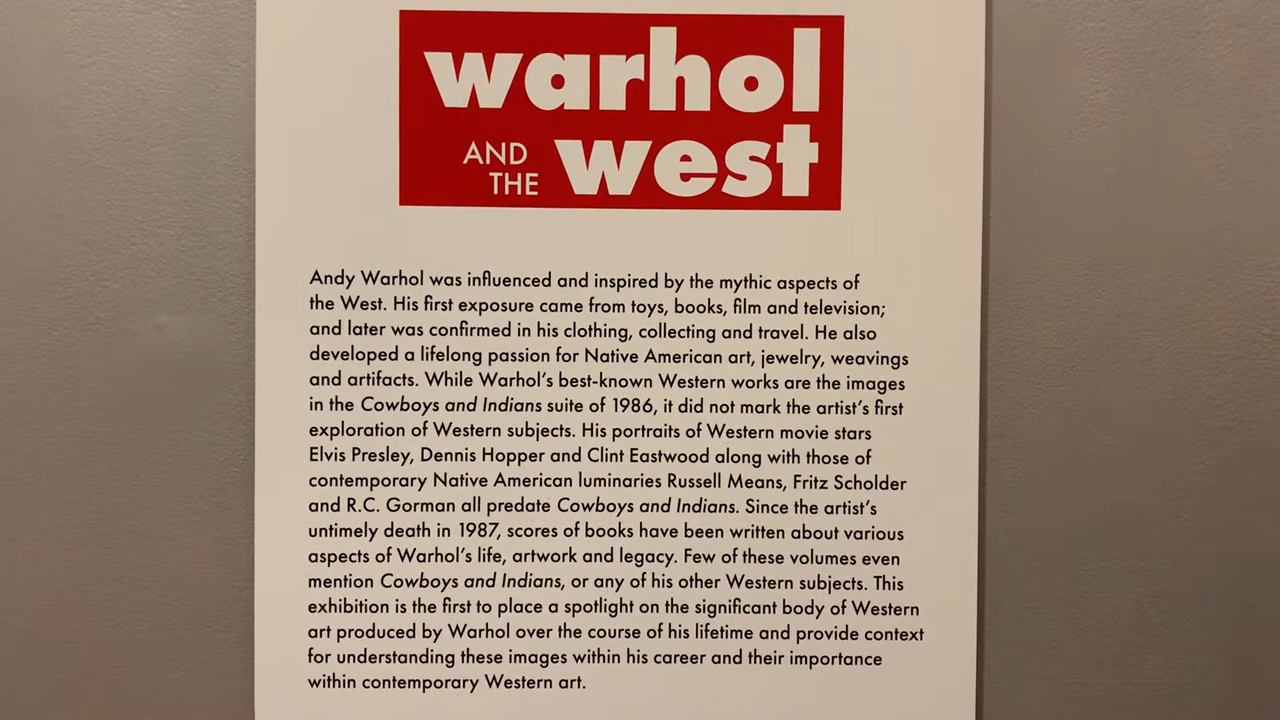 warhol
AND THE west
Andy Warhol was influenced and inspired by the mythic aspects of
the West. His first exposure came from toys, books, film and television;
and later was confirmed in his clothing, collecting and travel. He also
developed a lifelong passion for Native American art, jewelry, weavings
and artifacts. While Warhol's best-known Western works are the images
in the Cowboys and Indians suite of 1986, it did not mark the artist's first
exploration of Western subjects. His portraits of Western movie stars
Elvis Presley, Dennis Hopper and Clint Eastwood along with those of
contemporary Native American luminaries Russell Means, Fritz Scholder
and R.C. Gorman all predate Cowboys and Indians. Since the artist's
untimely death in 1987, scores of books have been written about various
aspects of Warhol's life, artwork and legacy. Few of these volumes even
mention Cowboys and Indians, or any of his other Western subjects. This
exhibition is the first to place a spotlight on the significant body of Western
art produced by Warhol over the course of his lifetime and provide context
for understanding these images within his career and their importance
within contemporary Western art.